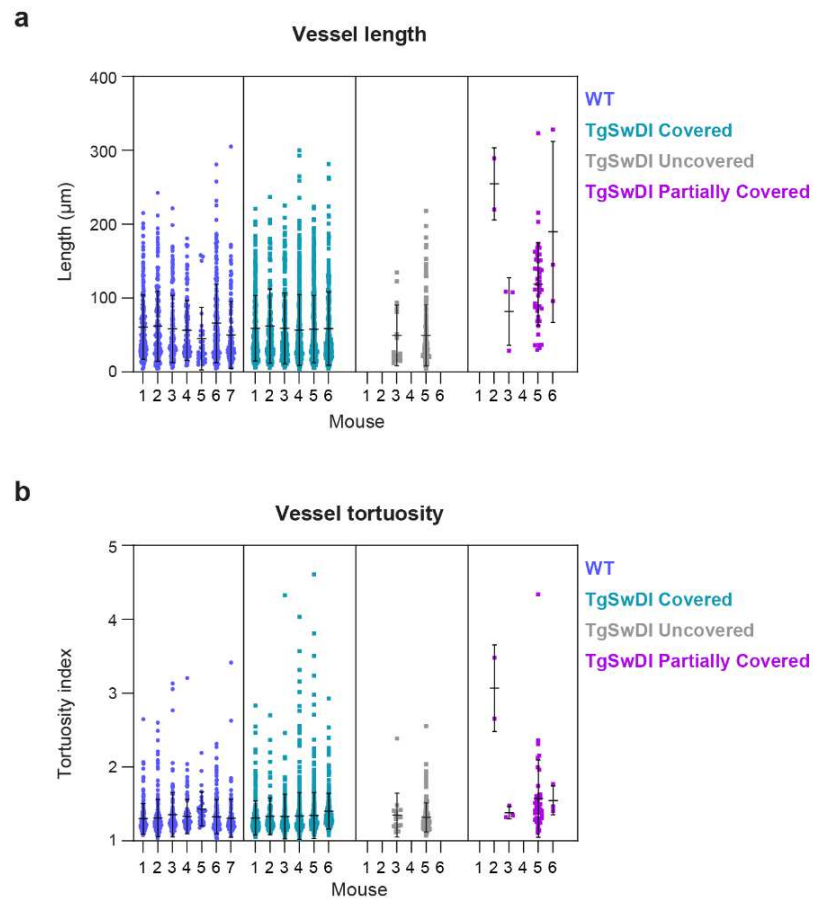 a
Vessel length
400
300
200
100
0
Length (µm)
1 2 3 4 5 6 7 1 2 3 4 5 6 1 2 3 4 5 6 1 2 3 4 5 6
Mouse
WT
TgSwDI Covered
TgSwDI Uncovered
TgSwDI Partially Covered
b
Vessel tortuosity
5
4
3
2
1
Tortuosity index
1 2 3 4 5 6 7 1 2 3 4 5 6 1 2 3 4 5 6 1 2 3 4 5 6
Mouse
WT
TgSwDI Covered
TgSwDI Uncovered
TgSwDI Partially Covered